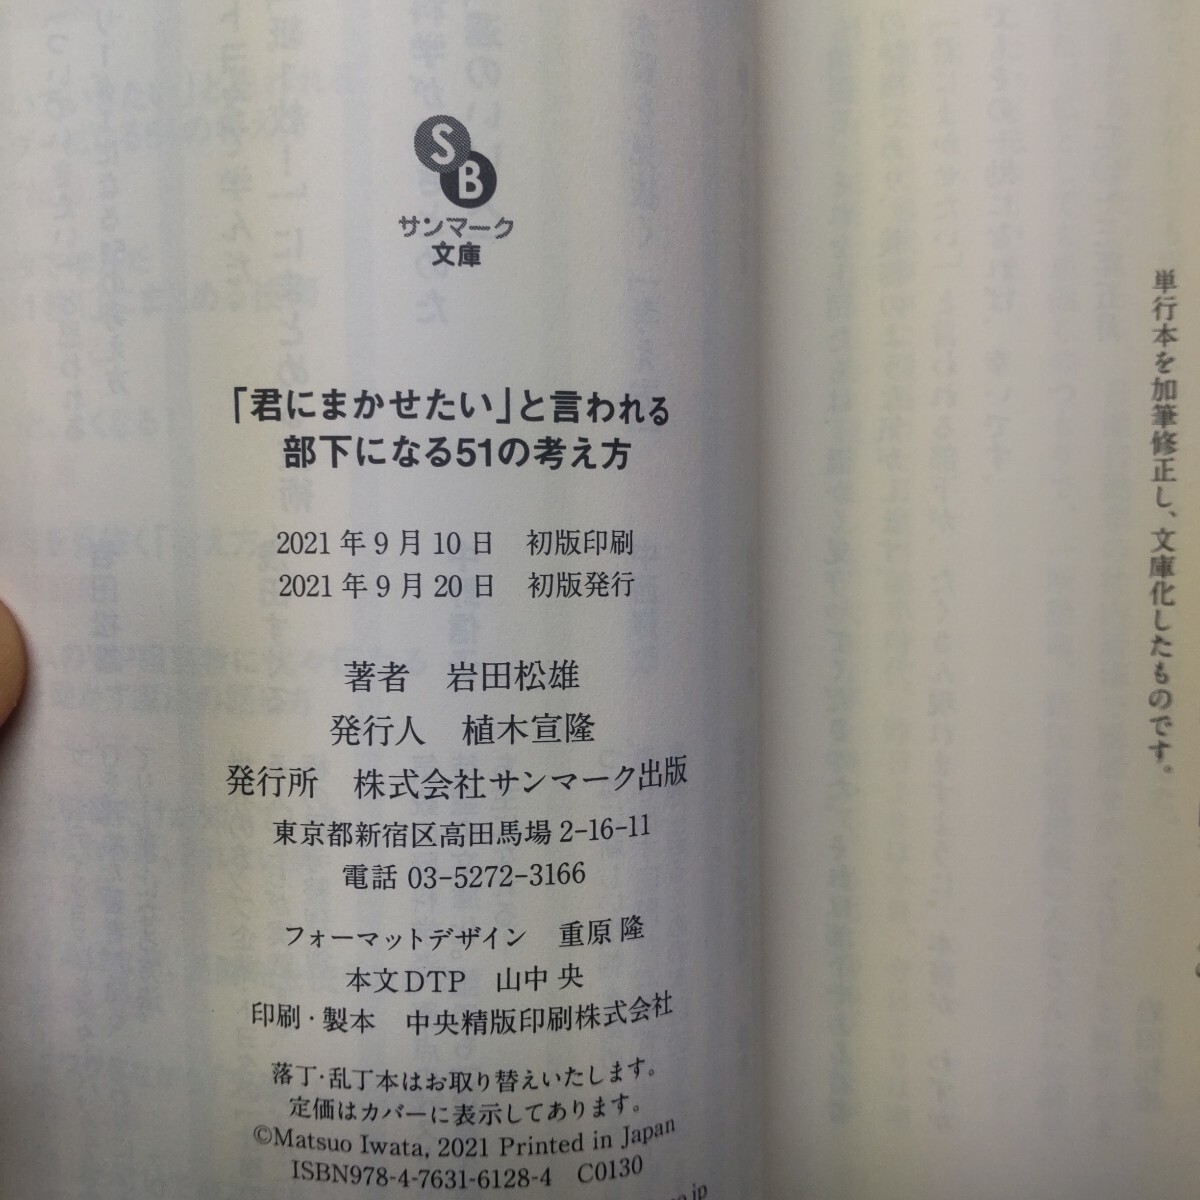 単行本を加筆修正し、文庫化したものです。
SB
サンマーク
文庫
「君にまかせたい」と言われる
部下になる51の考え方
2021年9月10日　初版印刷
2021年9月20日　初版発行
著者　岩田松雄
発行人　植木宣隆
発行所　株式会社サンマーク出版
東京都新宿区高田馬場 2-16-11
電話 03-5272-3166
フォーマットデザイン　重原 隆
本文DTP　山中 央
印刷・製本　中央精版印刷株式会社
落丁・乱丁本はお取り替えいたします。
定価はカバーに表示してあります。
©Matsuo Iwata, 2021 Printed in Japan
ISBN978-4-7631-6128-4　C0130